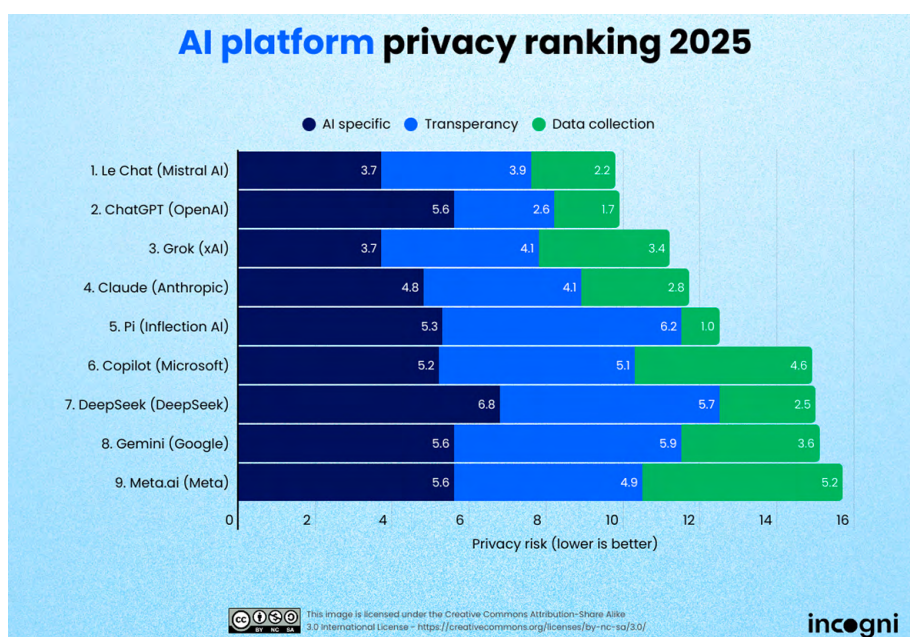 AI platform privacy ranking 2025
AI specific Transperancy Data collection
1. Le Chat (Mistral AI) 3.7 3.9 2.2
2. ChatGPT (OpenAI) 5.6 2.6 1.7
3. Grok (xAI) 3.7 4.1 3.4
4. Claude (Anthropic) 4.8 4.1 2.8
5. Pi (Inflection AI) 5.3 6.2 1.0
6. Copilot (Microsoft) 5.2 5.1 4.6
7. DeepSeek (DeepSeek) 6.8 5.7 2.5
8. Gemini (Google) 5.6 5.9 3.6
9. Meta.ai (Meta) 5.6 4.9 5.2
0 2 4 6 8 10 12 14 16
Privacy risk (lower is better)
cc BY NC SA
This image is licensed under the Creative Commons Attribution-Share Alike
3.0 International License - https://creativecommons.org/licenses/by-nc-sa/3.0/
incogni